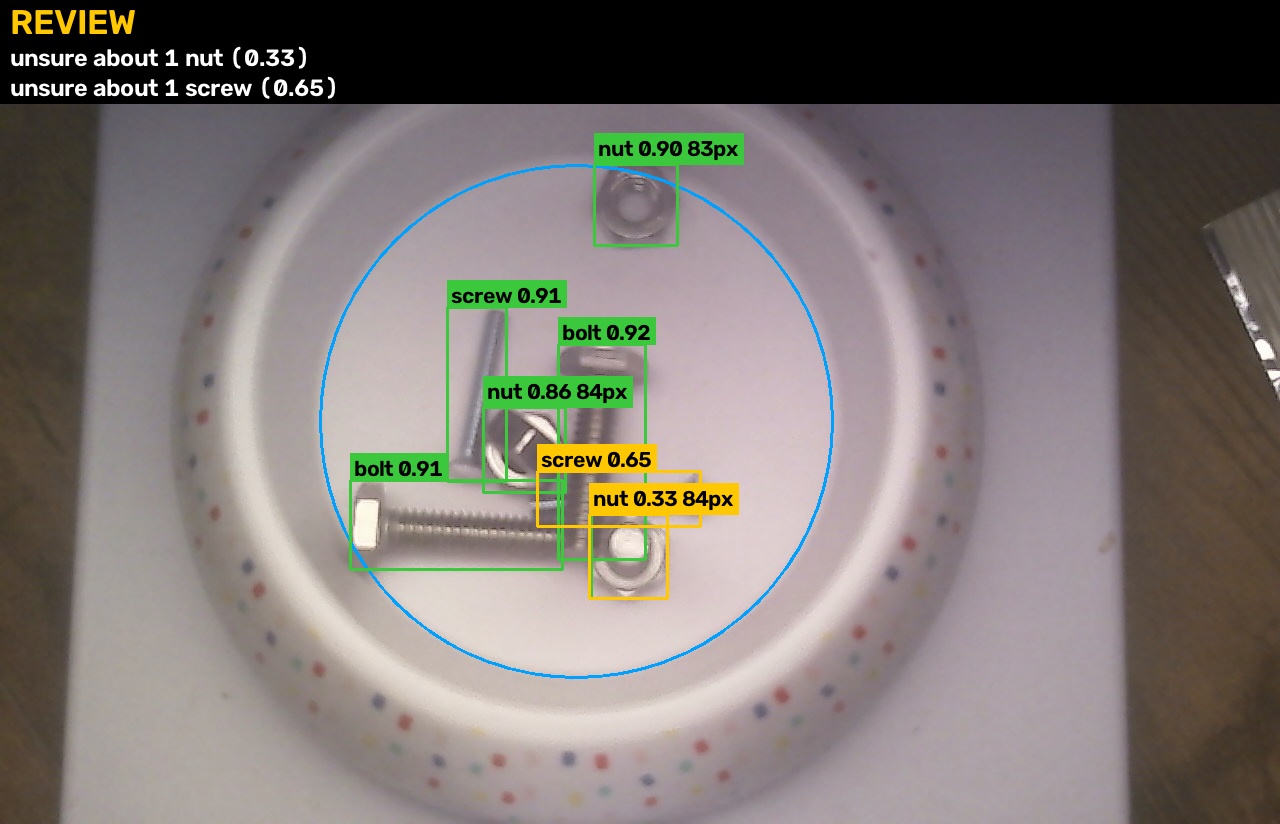 REVIEW
unsure about 1 nut (0.33)
unsure about 1 screw (0.65)
nut 0.90 83px
screw 0.91
bolt 0.92
nut 0.86 84px
screw 0.65
bolt 0.91
nut 0.33 84px